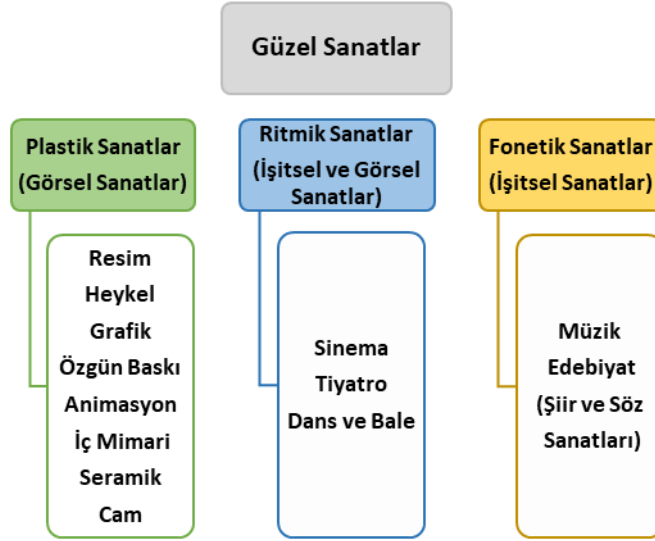 Güzel Sanatlar
Plastik Sanatlar
(Görsel Sanatlar)
Resim
Heykel
Grafik
Özgün Baskı
Animasyon
İç Mimari
Seramik
Cam
Ritmik Sanatlar
(İşitsel ve Görsel
Sanatlar)
Sinema
Tiyatro
Dans ve Bale
Fonetik Sanatlar
(İşitsel Sanatlar)
Müzik
Edebiyat
(Şiir ve Söz
Sanatları)